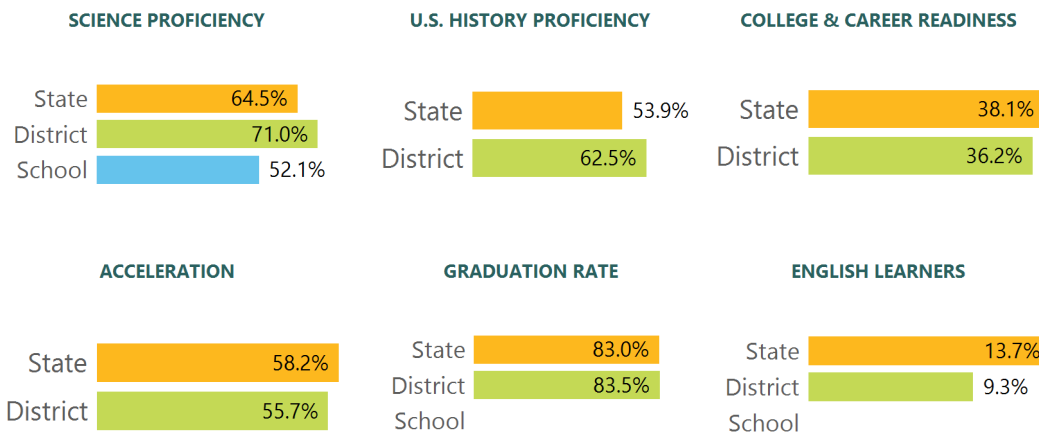 SCIENCE PROFICIENCY
State 64.5%
District 71.0%
School 52.1%
U.S. HISTORY PROFICIENCY
State 53.9%
District 62.5%
COLLEGE & CAREER READINESS
State 38.1%
District 36.2%
ACCELERATION
State 58.2%
District 55.7%
GRADUATION RATE
State 83.0%
District 83.5%
School
ENGLISH LEARNERS
State 13.7%
District 9.3%
School